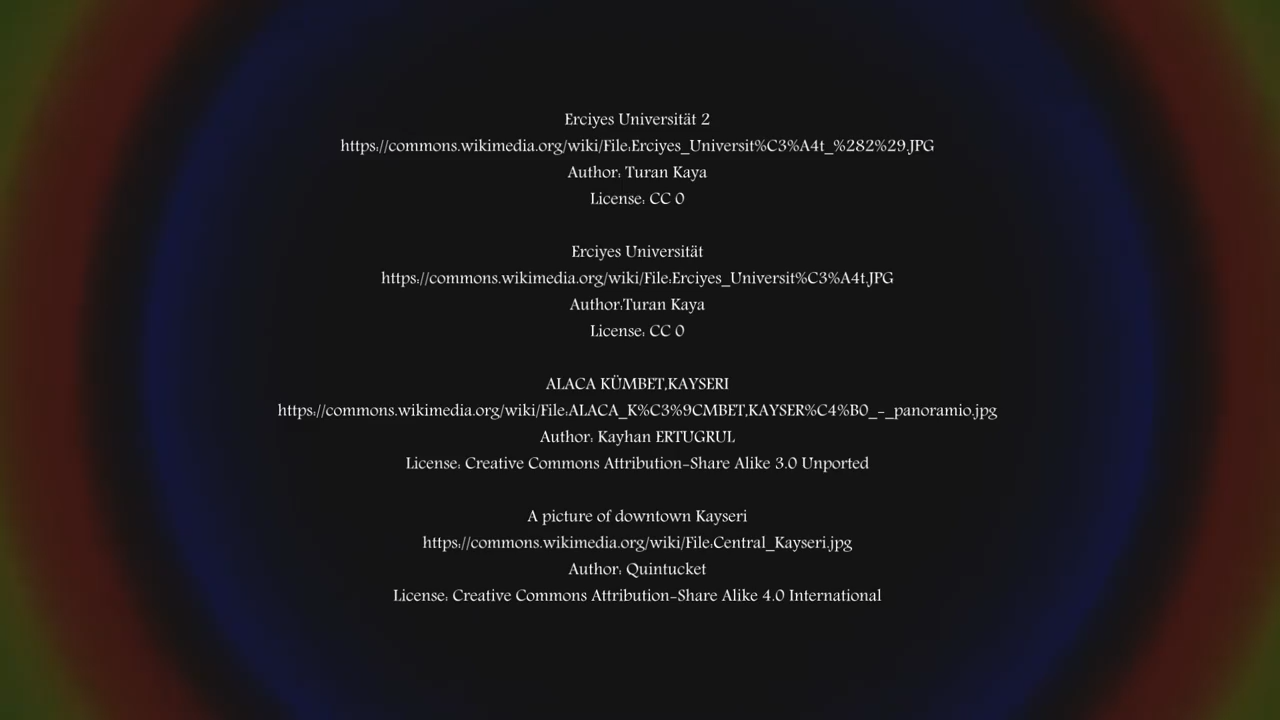 Erciyes Universität 2
https://commons.wikimedia.org/wiki/File:Erciyes_Universit%C3%A4t_%282%29.JPG
Author: Turan Kaya
License: CC 0
Erciyes Universität
https://commons.wikimedia.org/wiki/File:Erciyes_Universit%C3%A4t.JPG
Author:Turan Kaya
License: CC 0
ALACA KÜMBET,KAYSERI
https://commons.wikimedia.org/wiki/File:ALACA_K%C3%9CMBET,KAYSER%C4%B0_-_panoramio.jpg
Author: Kayhan ERTUGRUL
License: Creative Commons Attribution-Share Alike 3.0 Unported
A picture of downtown Kayseri
https://commons.wikimedia.org/wiki/File:Central_Kayseri.jpg
Author: Quintucket
License: Creative Commons Attribution-Share Alike 4.0 International